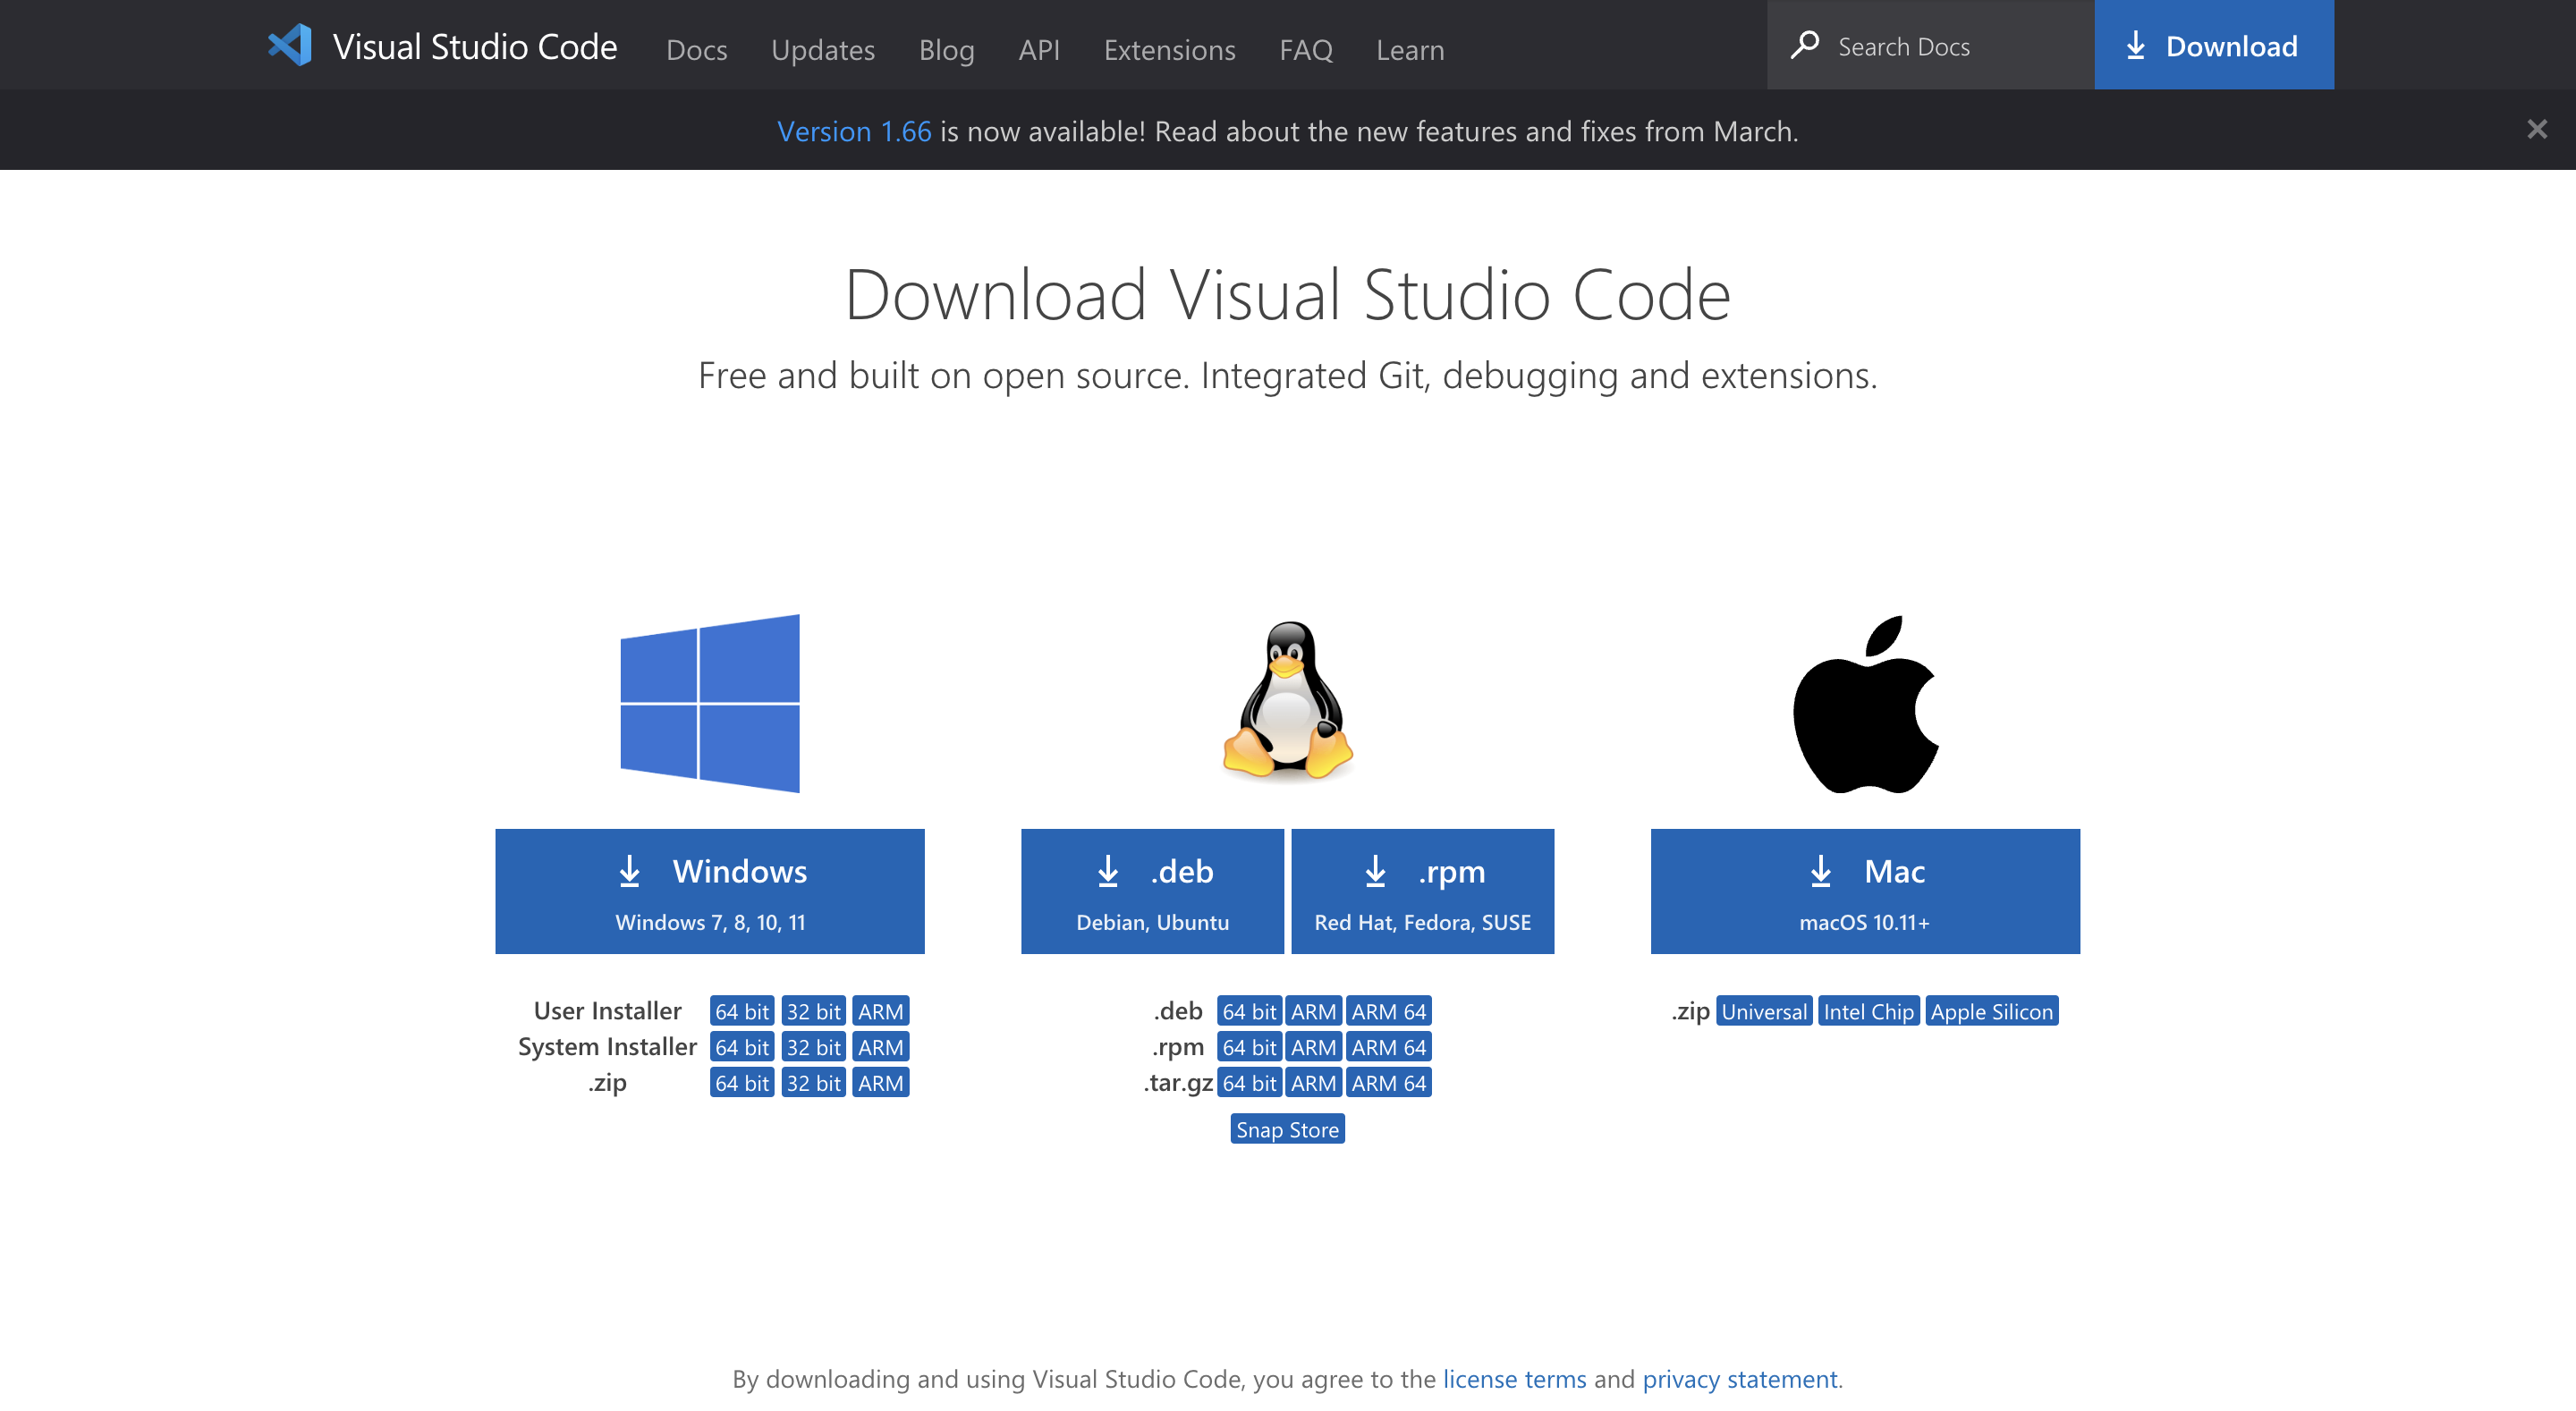 Visual Studio Code Docs Updates Blog API Extensions FAQ Learn Search Docs Download
Version 1.66 is now available! Read about the new features and fixes from March.
Download Visual Studio Code
Free and built on open source. Integrated Git, debugging and extensions.
Windows
Windows 7, 8, 10, 11
User Installer 64 bit 32 bit ARM
System Installer 64 bit 32 bit ARM
.zip 64 bit 32 bit ARM
.deb
Debian, Ubuntu
.rpm
Red Hat, Fedora, SUSE
.deb 64 bit ARM ARM 64
.rpm 64 bit ARM ARM 64
.tar.gz 64 bit ARM ARM 64
Snap Store
Mac
macOS 10.11+
.zip Universal Intel Chip Apple Silicon
By downloading and using Visual Studio Code, you agree to the license terms and privacy statement.